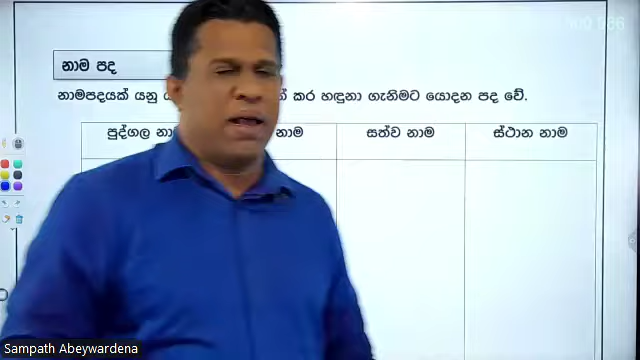 නාම පද
නාමපදයක් යනු කර හඳුනා ගැනීමට යොදන පද වේ.
පුද්ගල නාම සත්ව නාම ස්ථාන නාම
Sampath Abeywardena